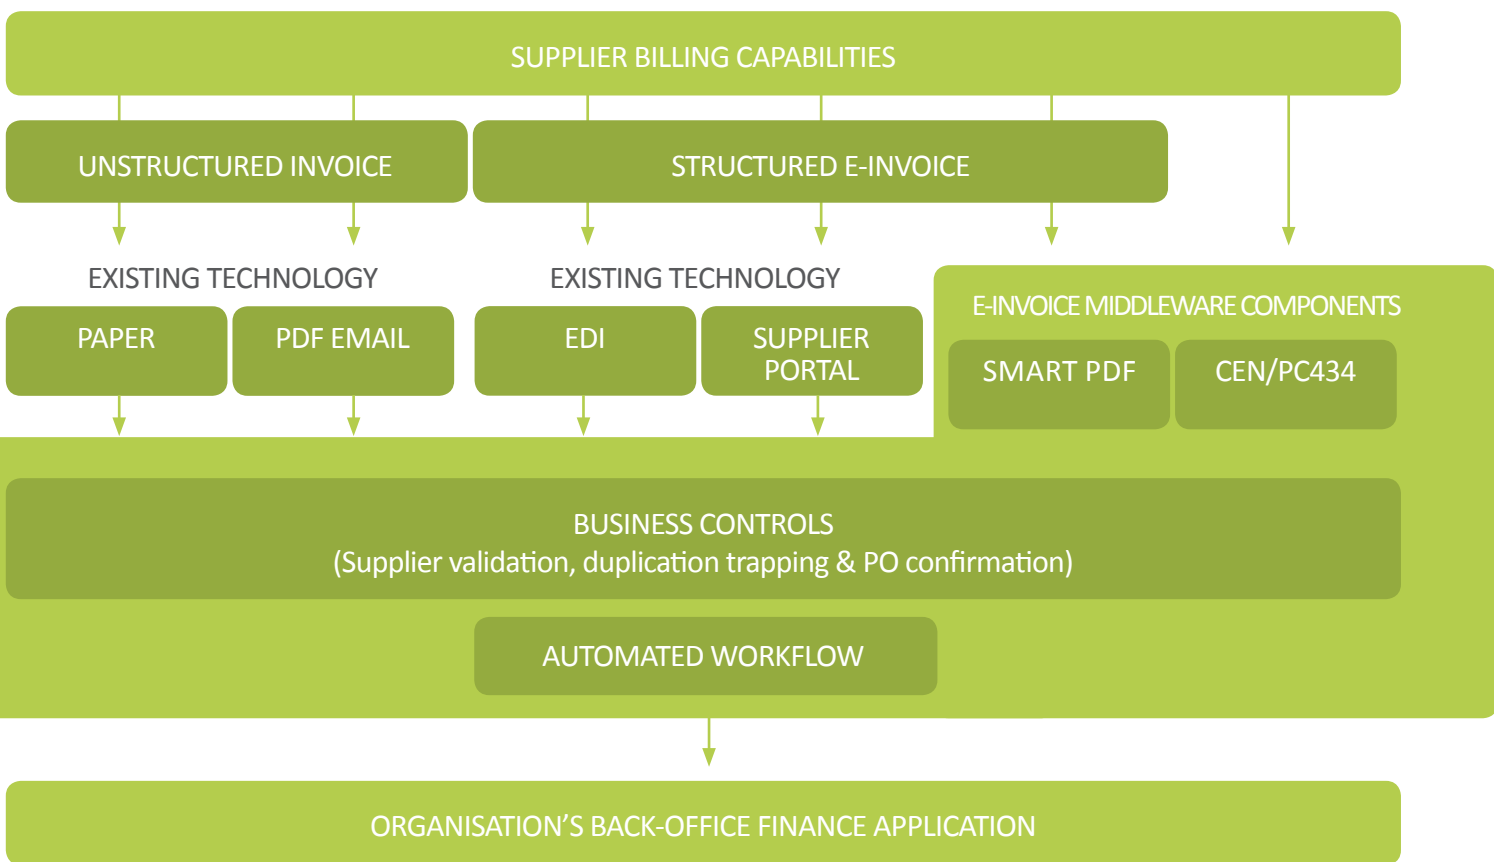 SUPPLIER BILLING CAPABILITIES
UNSTRUCTURED INVOICE
STRUCTURED E-INVOICE
EXISTING TECHNOLOGY
EXISTING TECHNOLOGY
E-INVOICE MIDDLEWARE COMPONENTS
PAPER
PDF EMAIL
EDI
SUPPLIER
PORTAL
SMART PDF
CEN/PC434
BUSINESS CONTROLS
(Supplier validation, duplication trapping & PO confirmation)
AUTOMATED WORKFLOW
ORGANISATION’S BACK-OFFICE FINANCE APPLICATION